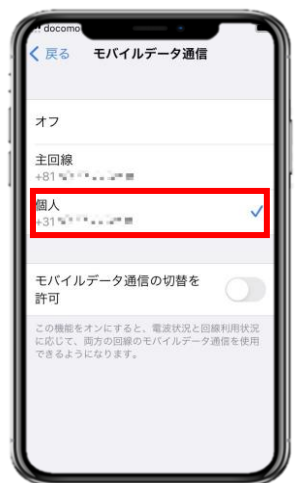 docomo
戻る モバイルデータ通信
オフ
主回線
+81
個人
+31
モバイルデータ通信の切替を
許可
この機能をオンにすると、電波状況と回線利用状況
に応じて、両方の回線のモバイルデータ通信を使用
できるようになります。